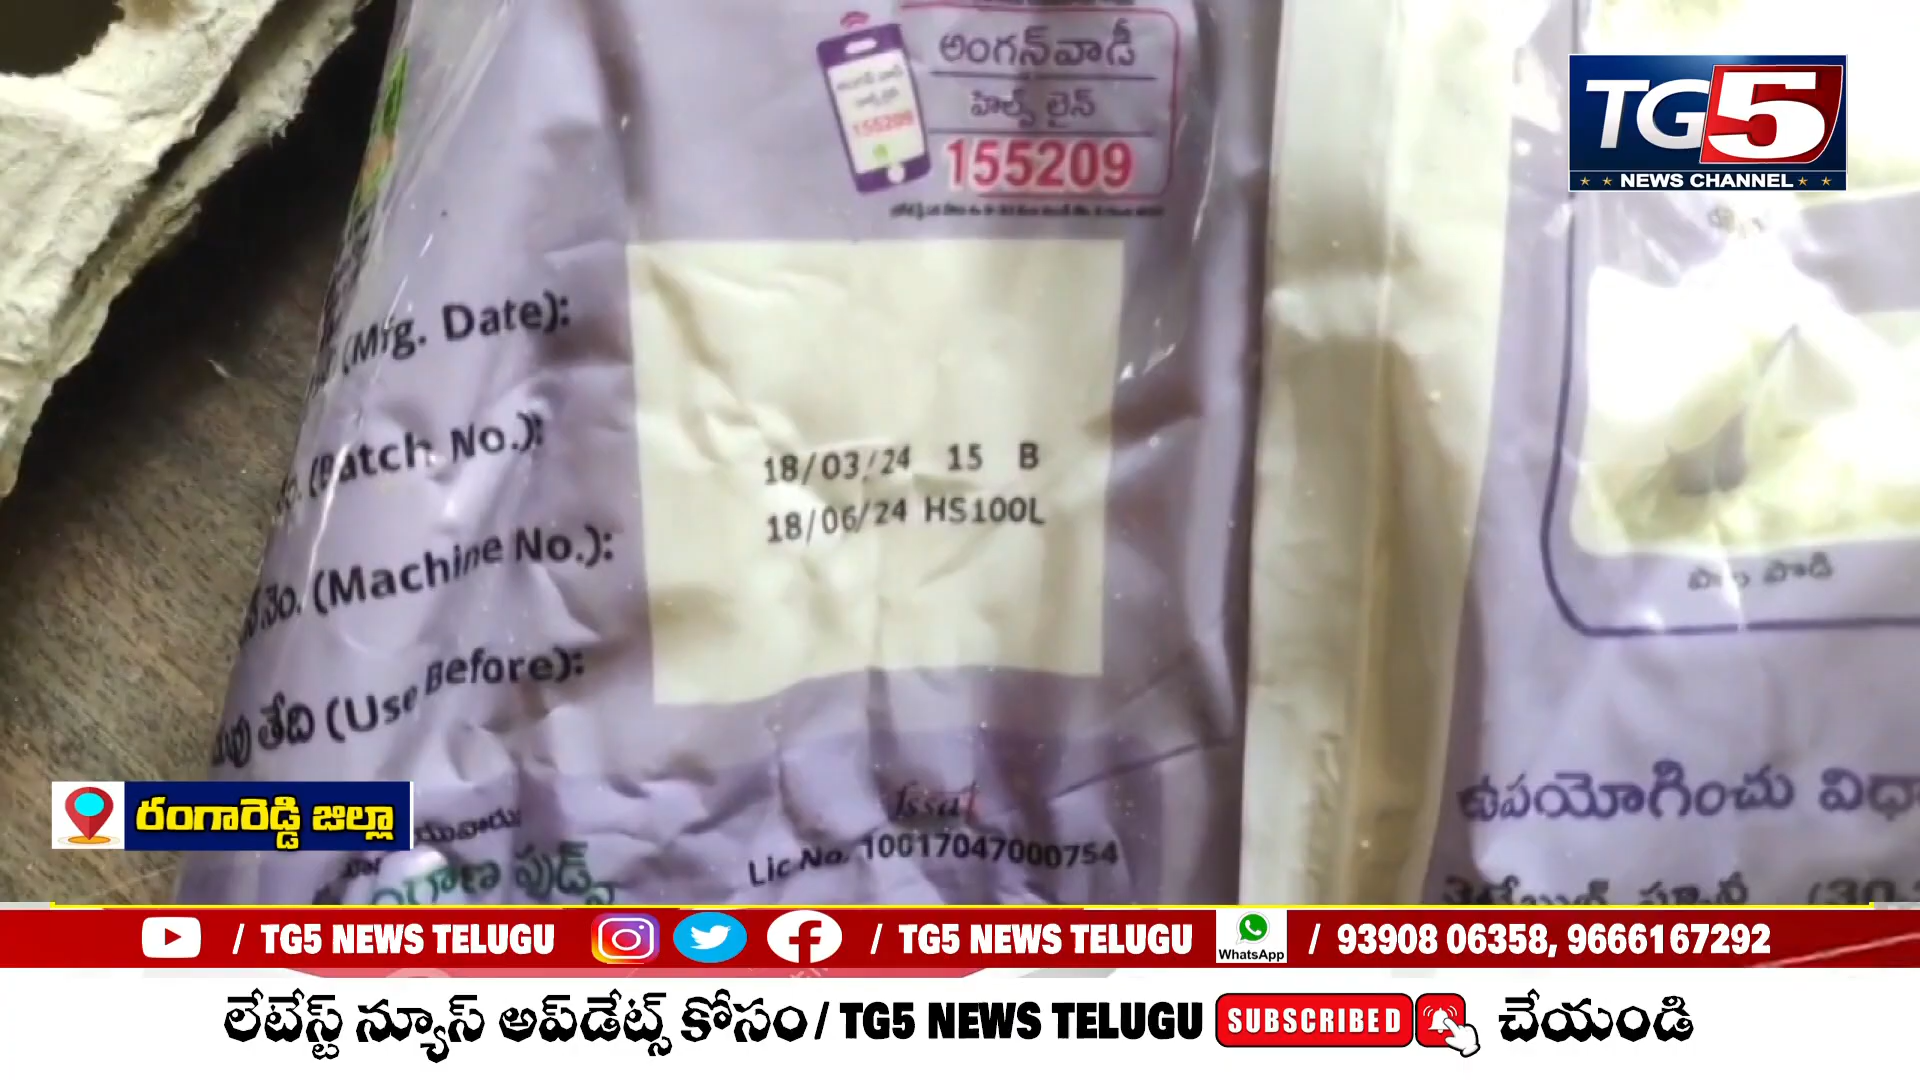 అంగన్‌వాడీ
హెల్ప్ లైన్
155209
155209
TG5
NEWS CHANNEL
(Mfg. Date):
(Batch No.):
నెం. (Machine No.):
తేది (Use Before):
18/03/24 15 B
18/06/24 HS100L
పాల పొడి
fssai
Lic No. 10017047000754
ఫుడ్స్
ఉపయోగించు
రంగారెడ్డి జిల్లా
/ TG5 NEWS TELUGU / TG5 NEWS TELUGU WhatsApp / 93908 06358, 9666167292
లేటెస్ట్ న్యూస్ అప్‌డేట్స్ కోసం / TG5 NEWS TELUGU SUBSCRIBED చేయండి